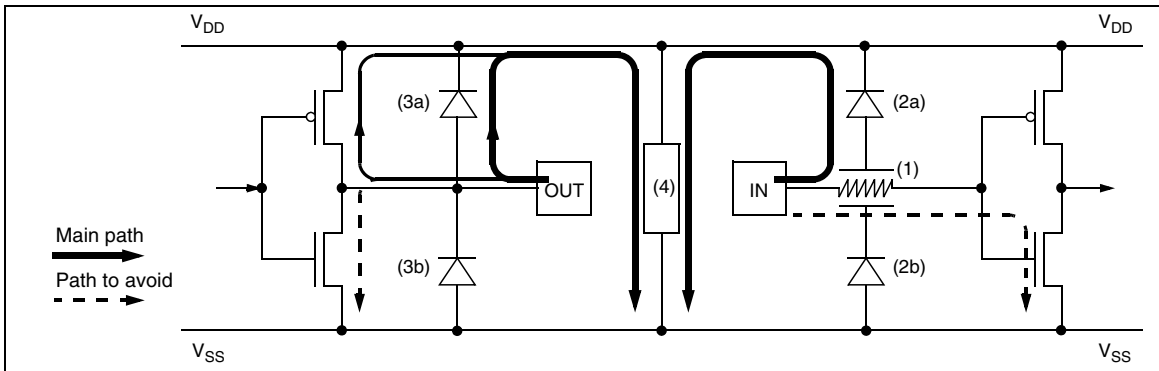 VDD
VDD
(3a)
(2a)
(1)
OUT
(4)
IN
Main path
(3b)
(2b)
Path to avoid
VSS
VSS